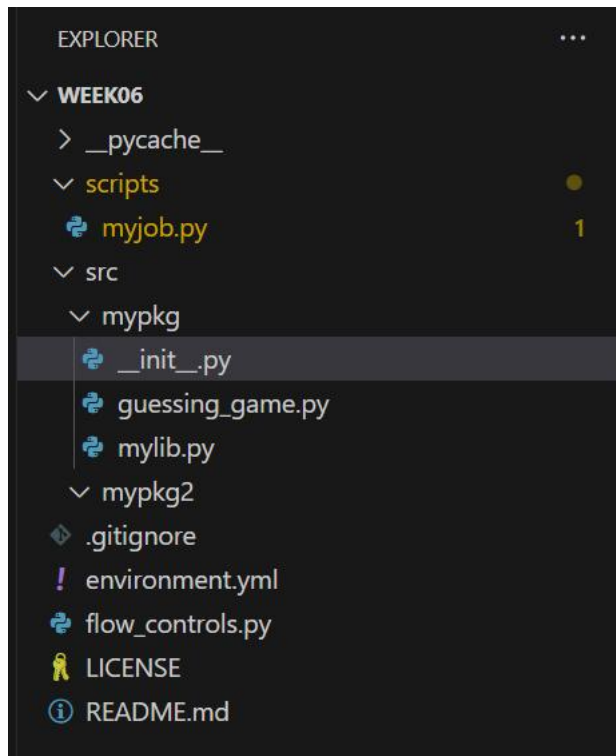 EXPLORER ...
WEEK06
__pycache__
scripts
myjob.py 1
src
mypkg
__init__.py
guessing_game.py
mylib.py
mypkg2
.gitignore
! environment.yml
flow_controls.py
LICENSE
README.md